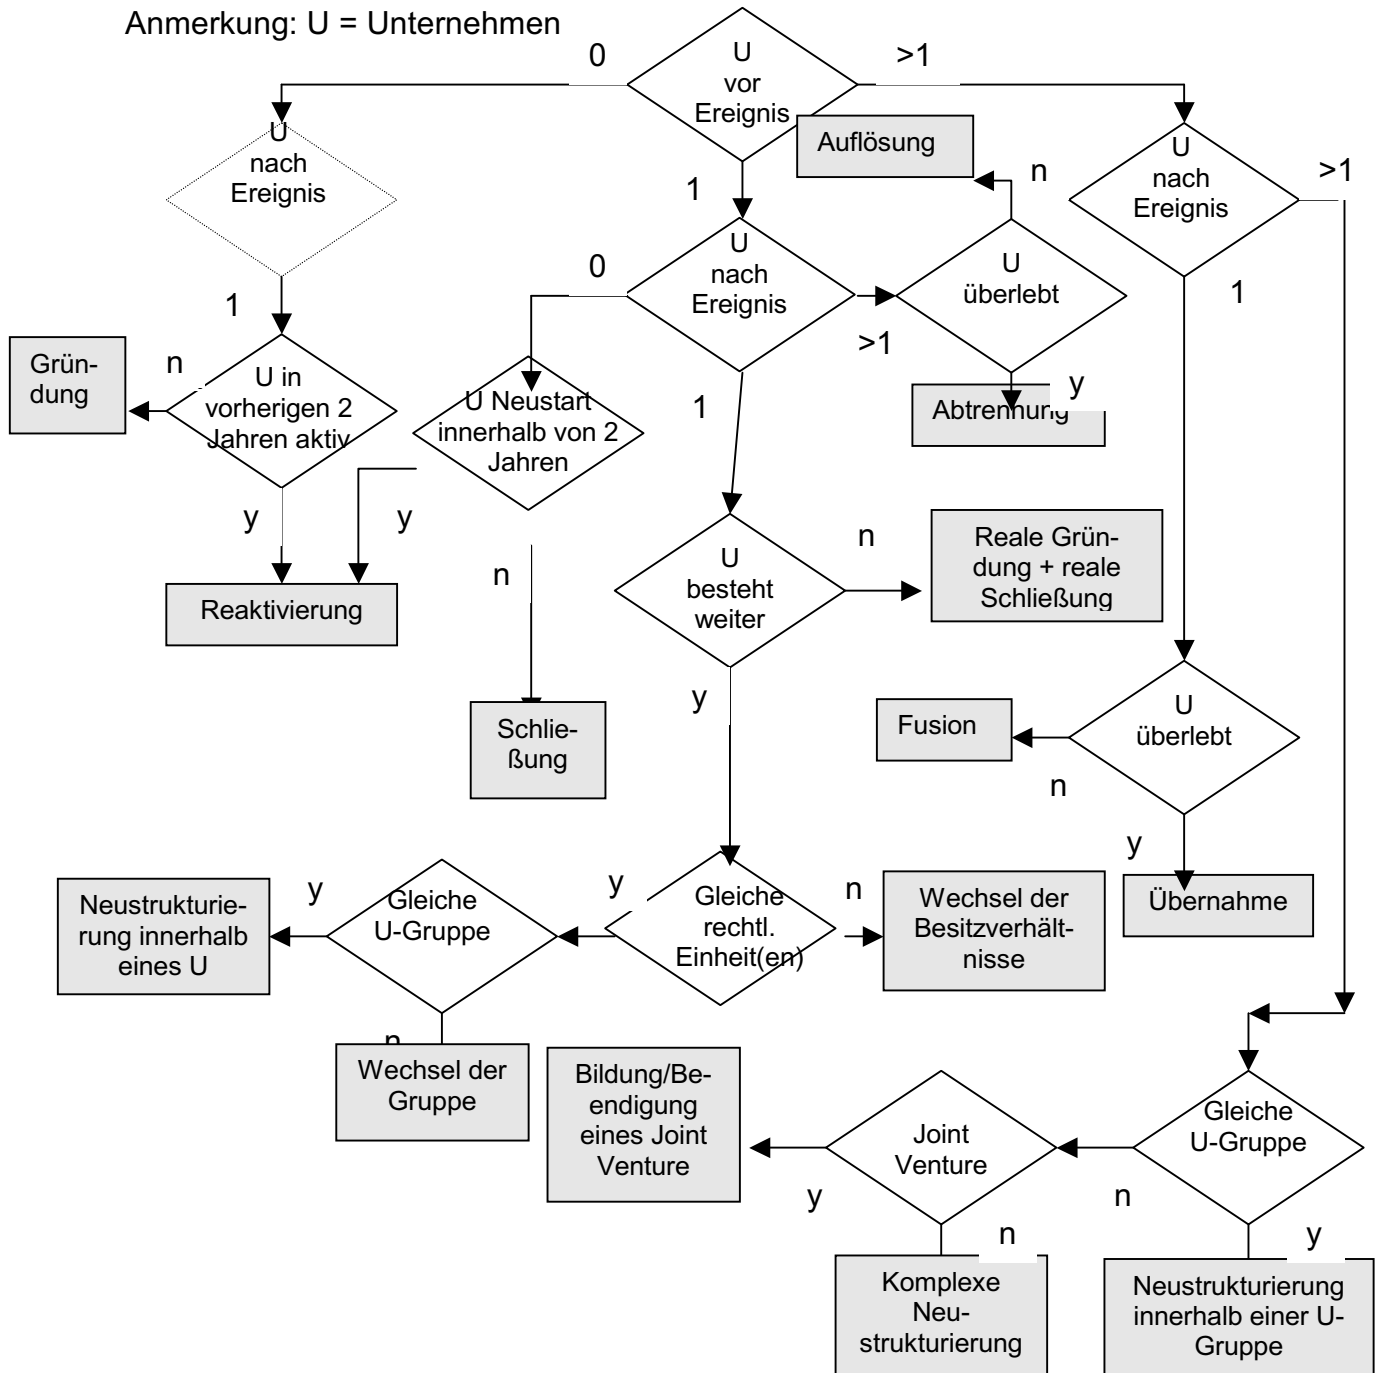 Anmerkung: U = Unternehmen
0
U
vor
Ereignis
>1
U
nach
Ereignis
Auflösung
n
U
nach
Ereignis
>1
1
0
U
nach
Ereignis
>1
U
überlebt
1
1
Grün-
dung
n
U in
vorherigen 2
Jahren aktiv
U Neustart
innerhalb von 2
Jahren
1
y
Abtrennung
y
y
n
Reaktivierung
U
besteht
weiter
n
Reale Grün-
dung + reale
Schließung
y
Schlie-
ßung
Fusion
n
U
überlebt
y
Übernahme
Neustrukturie-
rung innerhalb
eines U
y
Gleiche
U-Gruppe
y
Gleiche
rechtl.
Einheit(en)
n
Wechsel der
Besitzverhält-
nisse
n
Wechsel der
Gruppe
Bildung/Be-
endigung
eines Joint
Venture
y
Joint
Venture
n
Gleiche
U-Gruppe
n
y
Komplexe
Neu-
strukturierung
Neustrukturierung
innerhalb einer U-
Gruppe